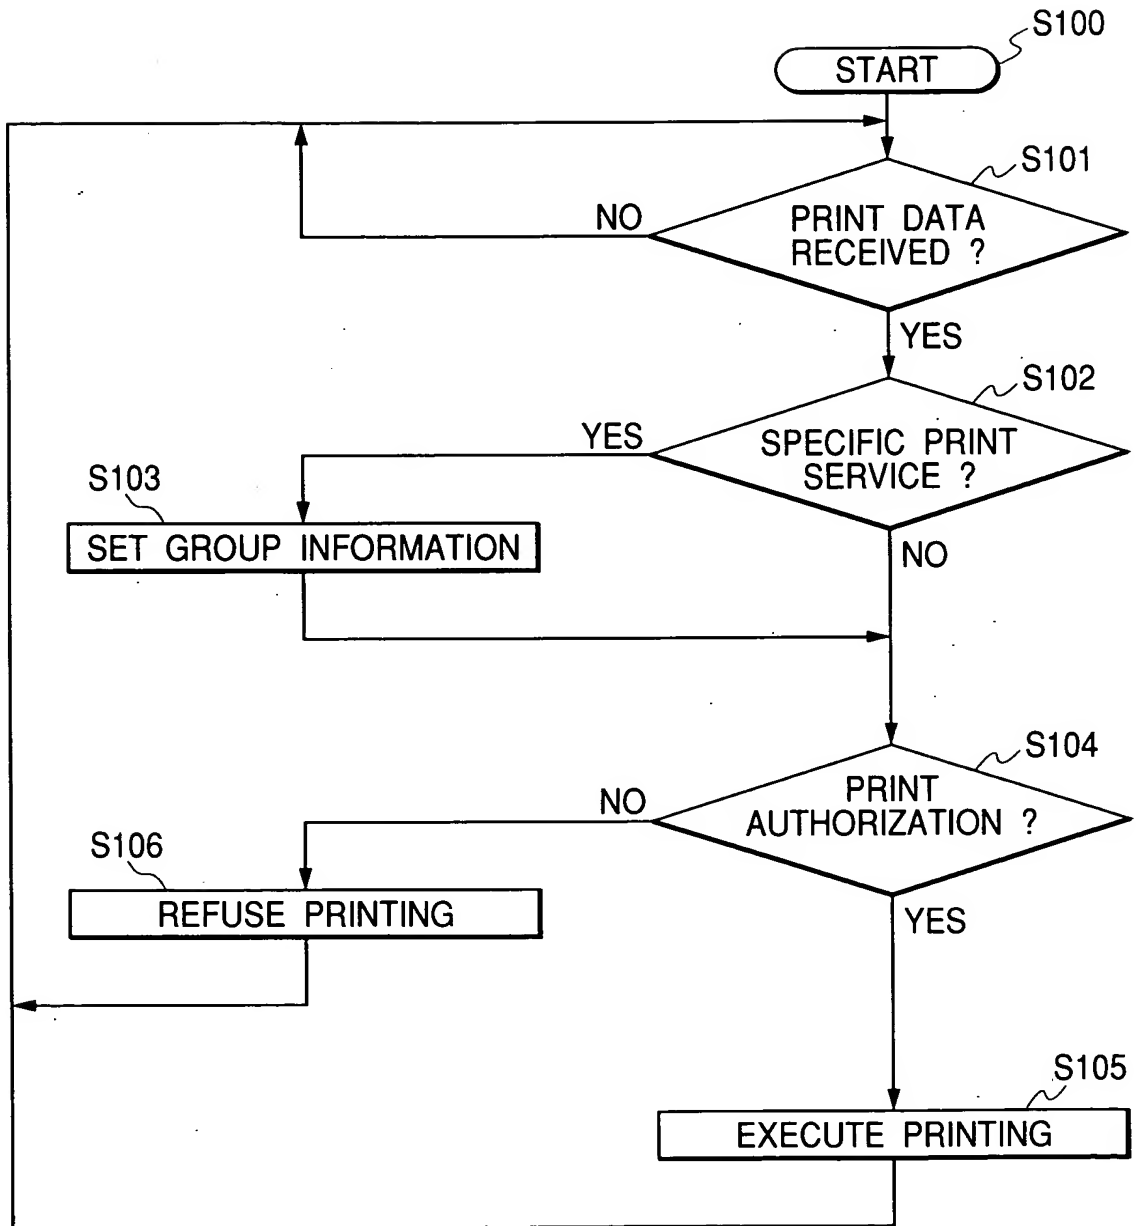 S100
START
S101
NO
PRINT DATA
RECEIVED ?
YES
S102
YES
SPECIFIC PRINT
SERVICE ?
S103
SET GROUP INFORMATION
NO
S104
NO
PRINT
AUTHORIZATION ?
S106
REFUSE PRINTING
YES
S105
EXECUTE PRINTING